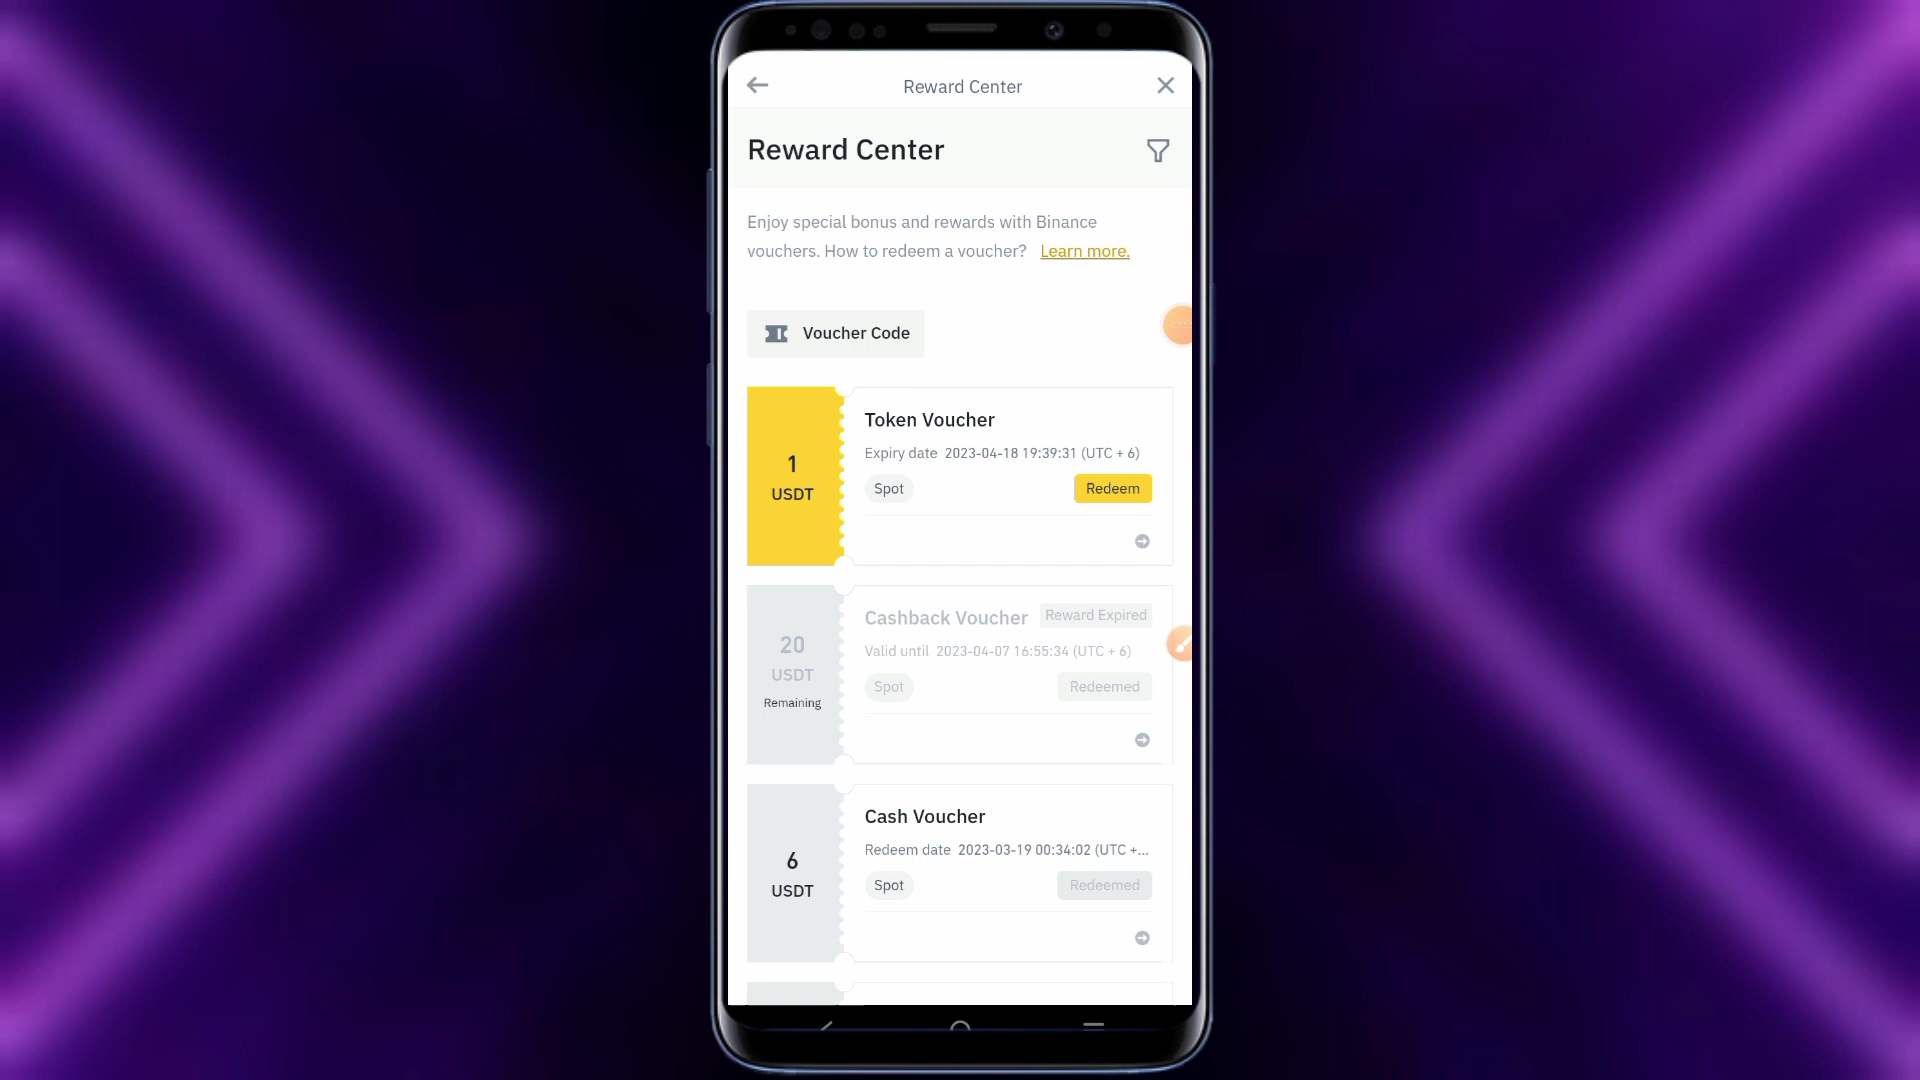 Reward Center
Reward Center
Enjoy special bonus and rewards with Binance
vouchers. How to redeem a voucher? Learn more.
Voucher Code
1
USDT
Token Voucher
Expiry date 2023-04-18 19:39:31 (UTC + 6)
Spot
Redeem
20
USDT
Remaining
Cashback Voucher
Reward Expired
Valid until 2023-04-07 16:55:34 (UTC + 6)
Spot
Redeemed
6
USDT
Cash Voucher
Redeem date 2023-03-19 00:34:02 (UTC +...
Spot
Redeemed